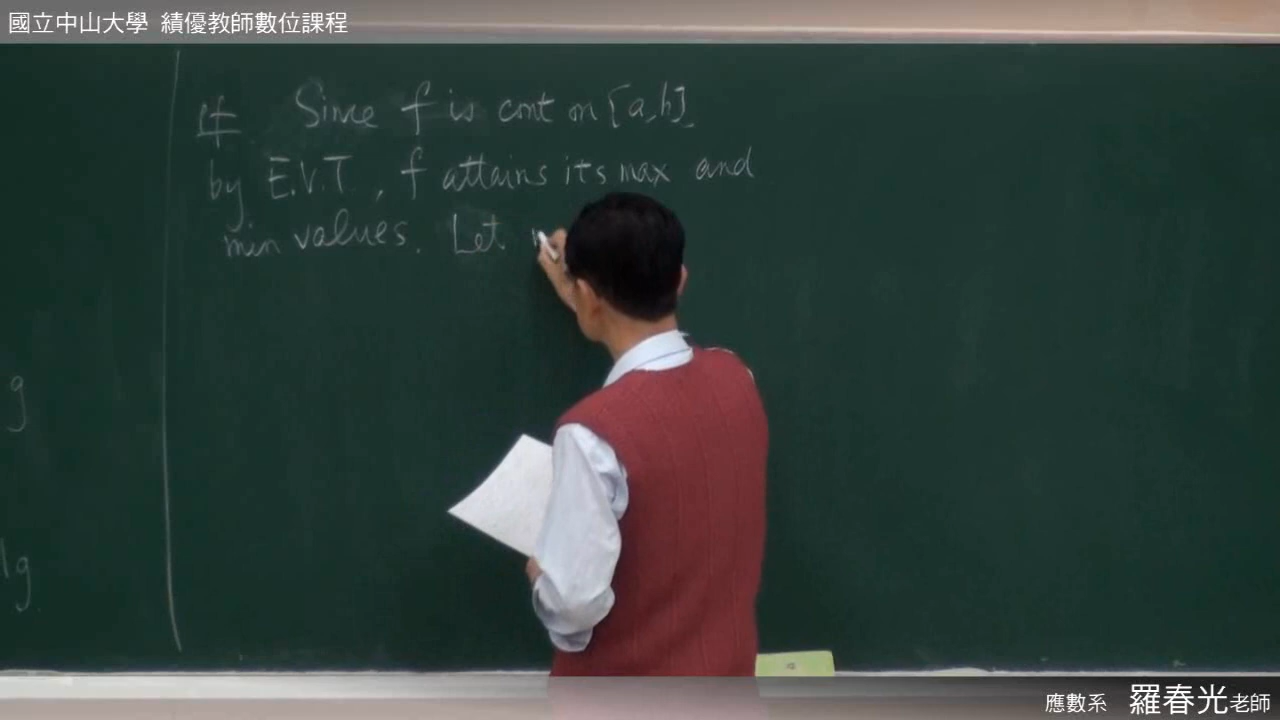 國立中山大學 績優教師數位課程
pf Since f is cont on [a,b]
by E.V.T., f attains its max and
min values. Let
g
g
應數系 羅春光老師